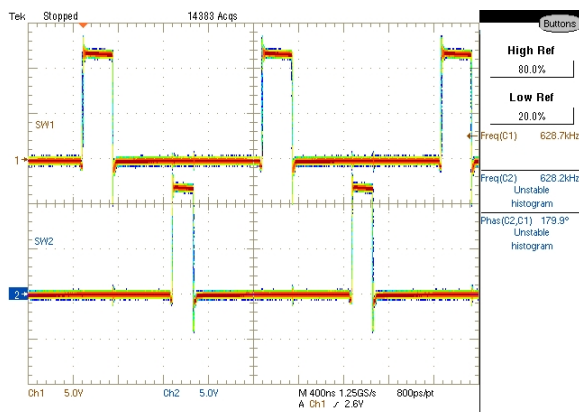 Tek Stopped 14383 Acqs
Buttons
High Ref
80.0%
Low Ref
20.0%
SW1
1
Freq(C1) 628.7kHz
Freq(C2) 628.2kHz
Unstable
histogram
Phas(C2,C1) 179.9°
Unstable
histogram
SW2
2
Ch1 5.0V Ch2 5.0V M 400ns 1.25GS/s 800ps/pt
A Ch1 / 2.6V